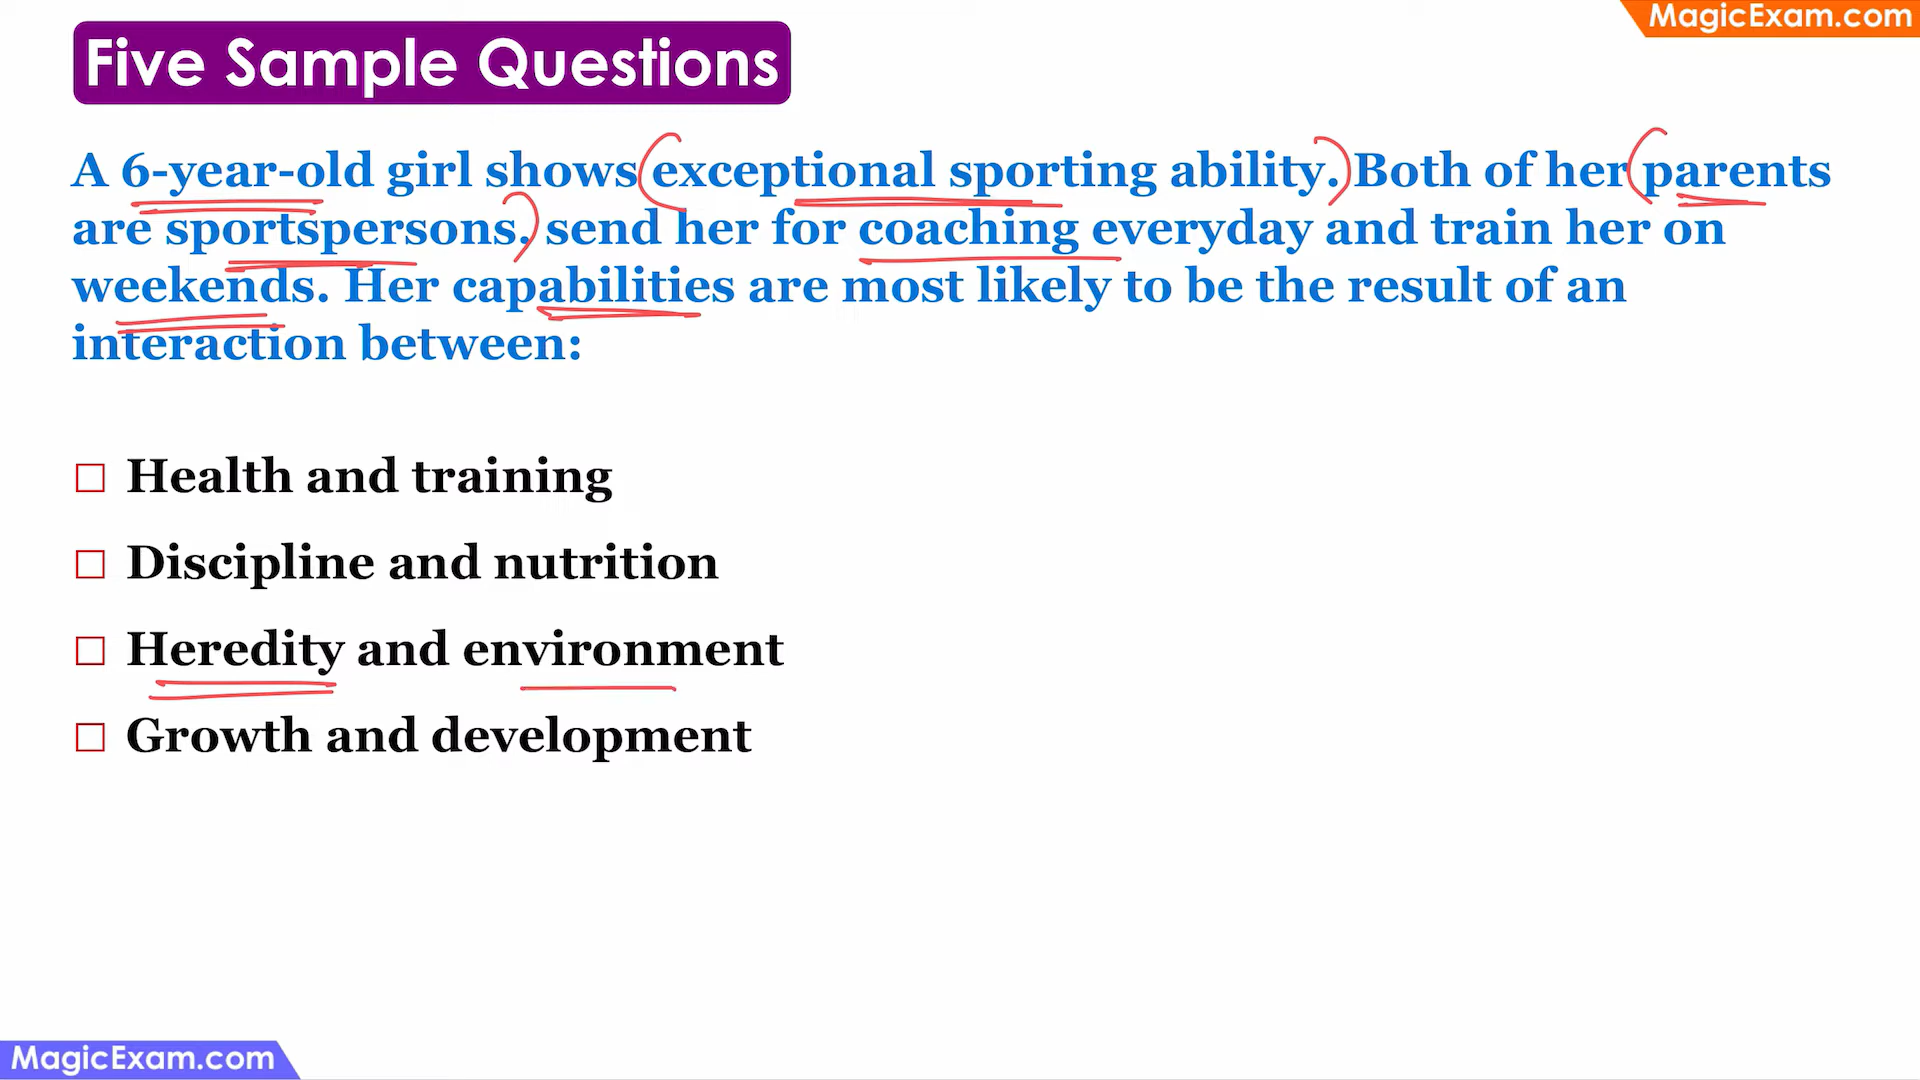 MagicExam.com
Five Sample Questions
A 6-year-old girl shows exceptional sporting ability. Both of her parents
are sportspersons. send her for coaching everyday and train her on
weekends. Her capabilities are most likely to be the result of an
interaction between:
Health and training
Discipline and nutrition
Heredity and environment
Growth and development
MagicExam.com